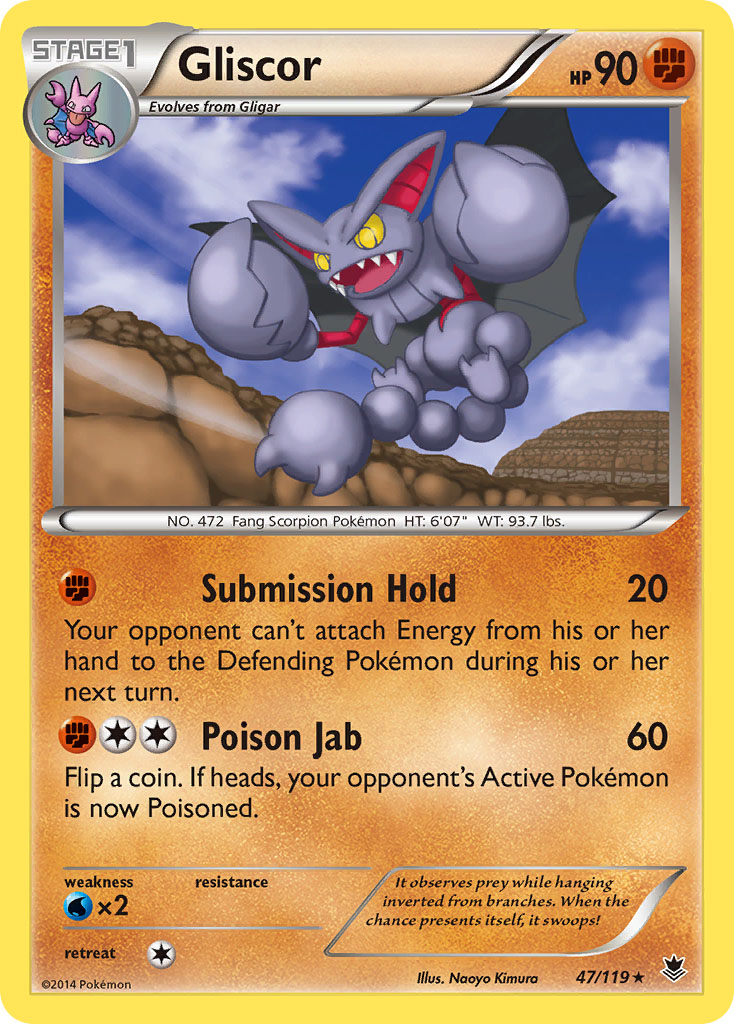 STAGE1
Gliscor
HP 90
Evolves from Gligar
NO. 472 Fang Scorpion Pokémon HT: 6'07" WT: 93.7 lbs.
Submission Hold 20
Your opponent can't attach Energy from his or her
hand to the Defending Pokémon during his or her
next turn.
Poison Jab 60
Flip a coin. If heads, your opponent's Active Pokémon
is now Poisoned.
weakness resistance
×2
retreat
It observes prey while hanging
inverted from branches. When the
chance presents itself, it swoops!
©2014 Pokémon
Illus. Naoyo Kimura
47/119 ★